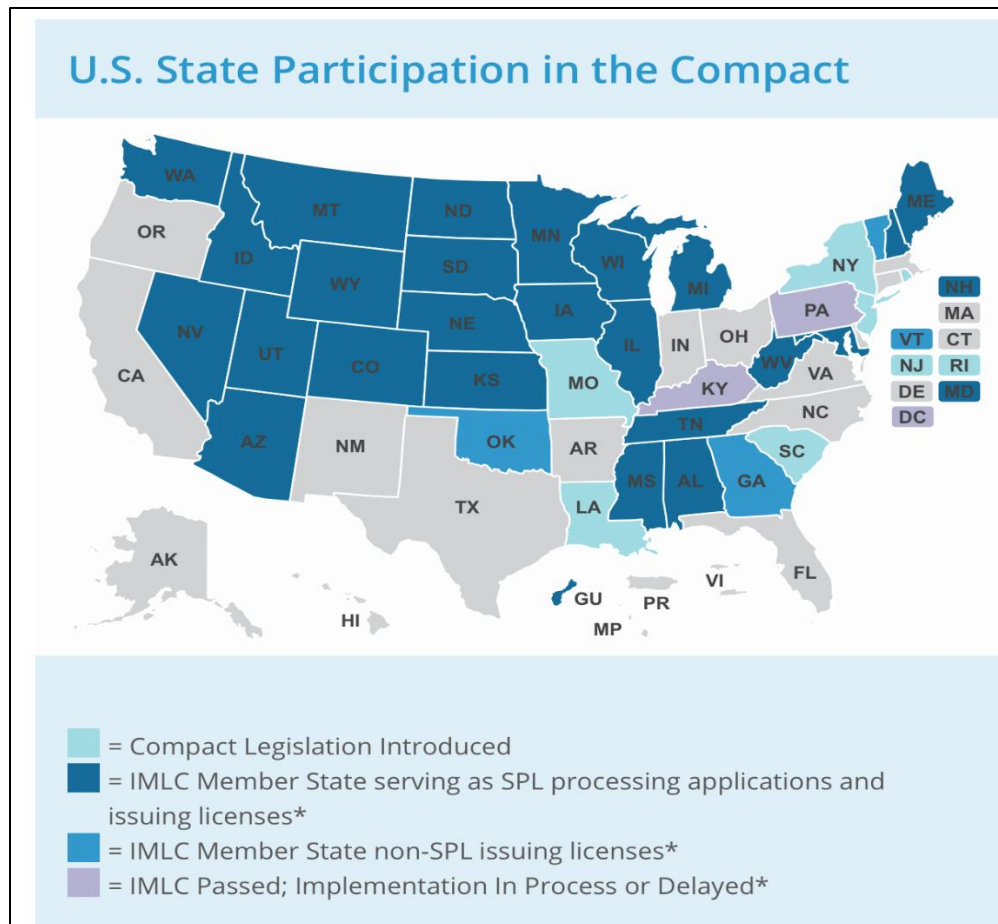 U.S. State Participation in the Compact
WA
MT
ND
MN
ME
OR
ID
SD
WI
NY
WY
MI
NH
IA
PA
MA
NE
NV
IL
IN
OH
VT
CT
UT
CO
WV
NJ
RI
CA
KS
MO
KY
VA
DE
MD
NC
DC
TN
AZ
OK
NM
AR
SC
MS
AL
GA
TX
LA
AK
FL
VI
GU
PR
HI
MP
= Compact Legislation Introduced
= IMLC Member State serving as SPL processing applications and
issuing licenses*
= IMLC Member State non-SPL issuing licenses*
= IMLC Passed; Implementation In Process or Delayed*